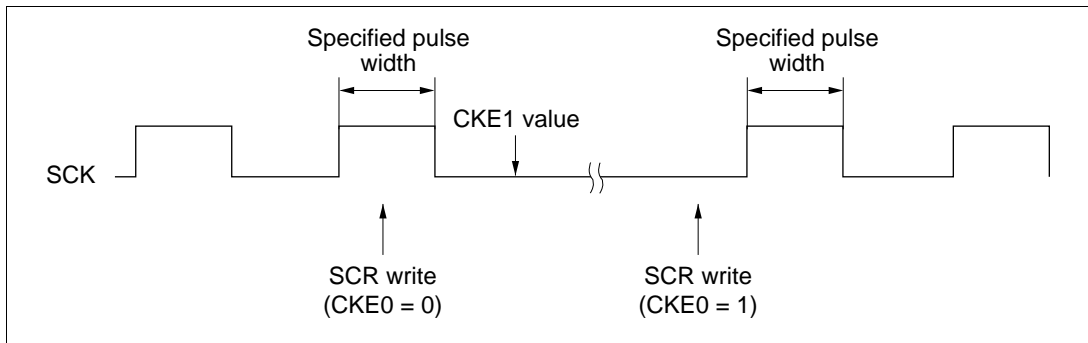 Specified pulse
width
Specified pulse
width
CKE1 value
SCK
SCR write
(CKE0 = 0)
SCR write
(CKE0 = 1)